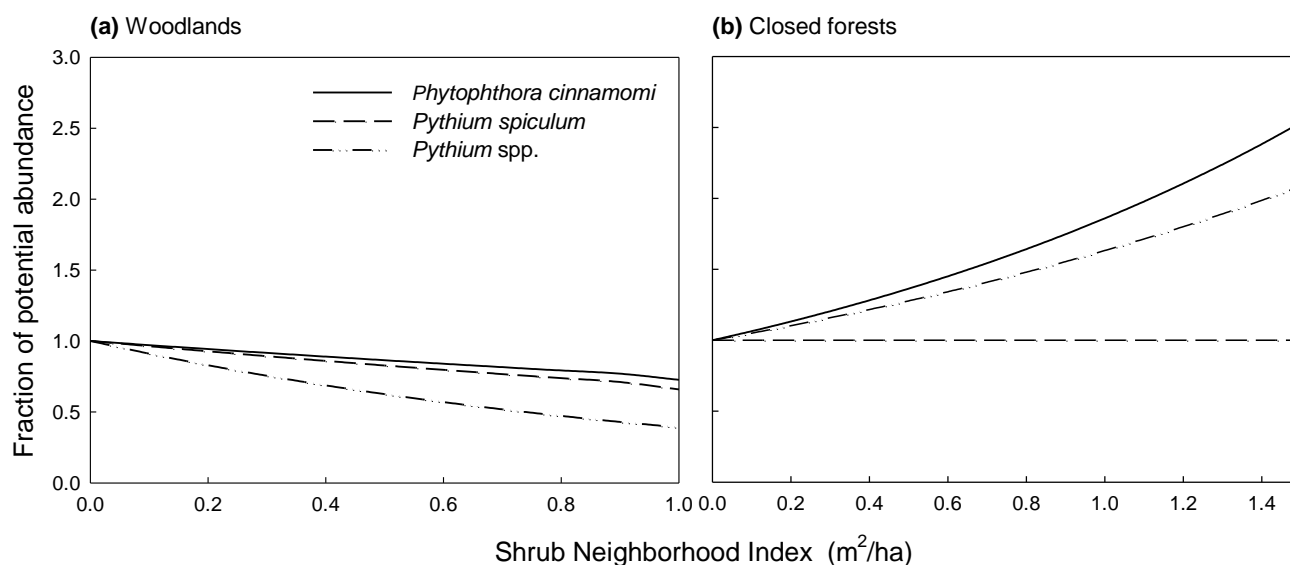 (a) Woodlands
(b) Closed forests
Fraction of potential abundance
3.0
2.5
2.0
1.5
1.0
0.5
0.0
Phytophthora cinnamomi
Pythium spiculum
Pythium spp.
0.0 0.2 0.4 0.6 0.8 1.0
0.0 0.2 0.4 0.6 0.8 1.0 1.2 1.4
Shrub Neighborhood Index (m²/ha)